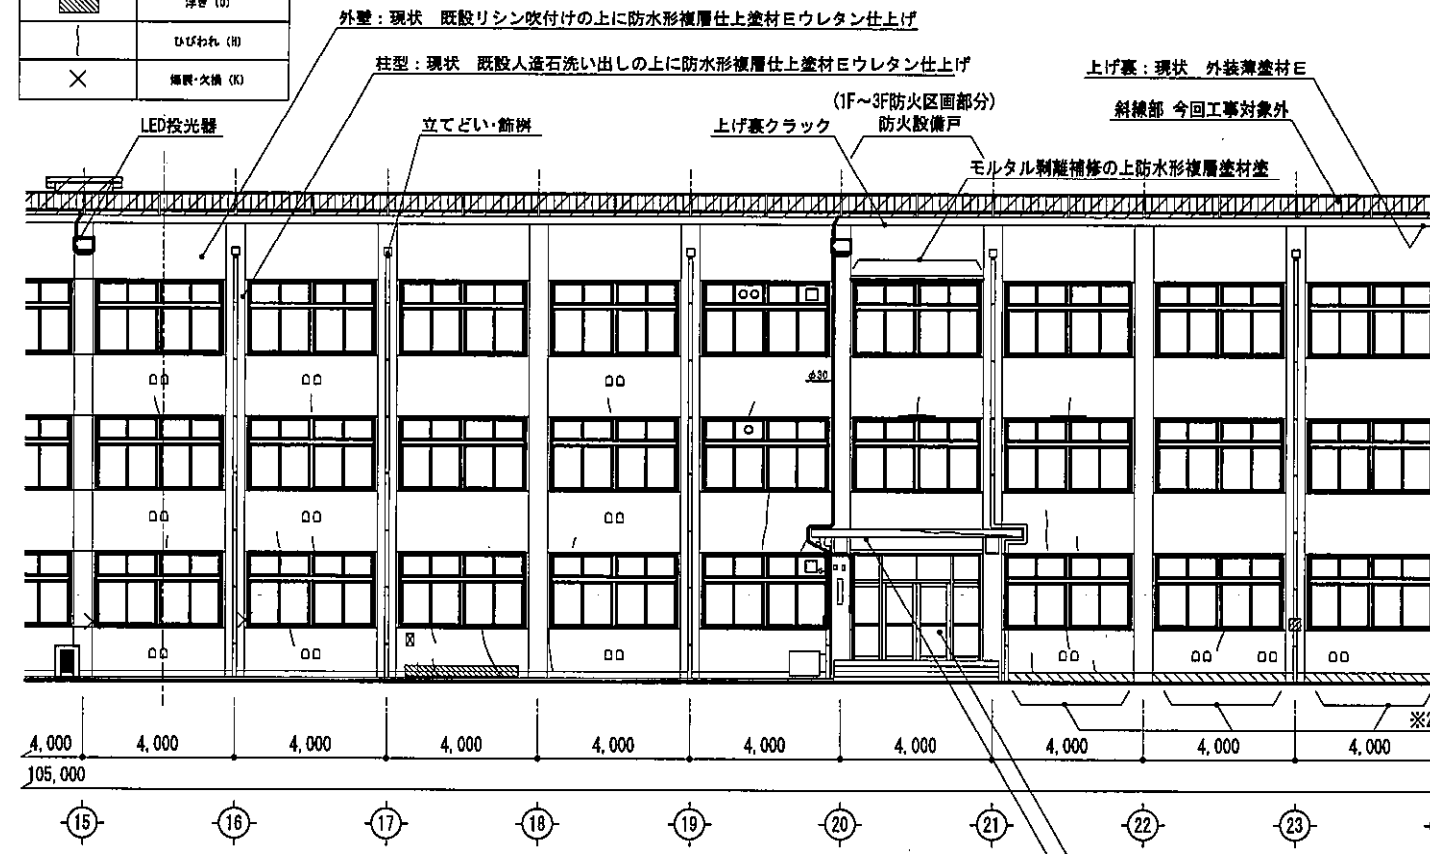 浮き (U)
ひびわれ (H)
爆裂・欠損 (K)
外壁：現状　既設リシン吹付けの上に防水形複層仕上塗材Eウレタン仕上げ
柱型：現状　既設人造石洗い出しの上に防水形複層仕上塗材Eウレタン仕上げ
上げ裏：現状　外装薄塗材E
(1F～3F防火区画部分)
防火設備戸
斜線部 今回工事対象外
LED投光器
立てどい・飾桝
上げ裏クラック
モルタル剥離補修の上防水形複層塗材塗
φ30
※2
4,000 4,000 4,000 4,000 4,000 4,000 4,000 4,000 4,000 4,000
105,000
15 16 17 18 19 20 21 22 23